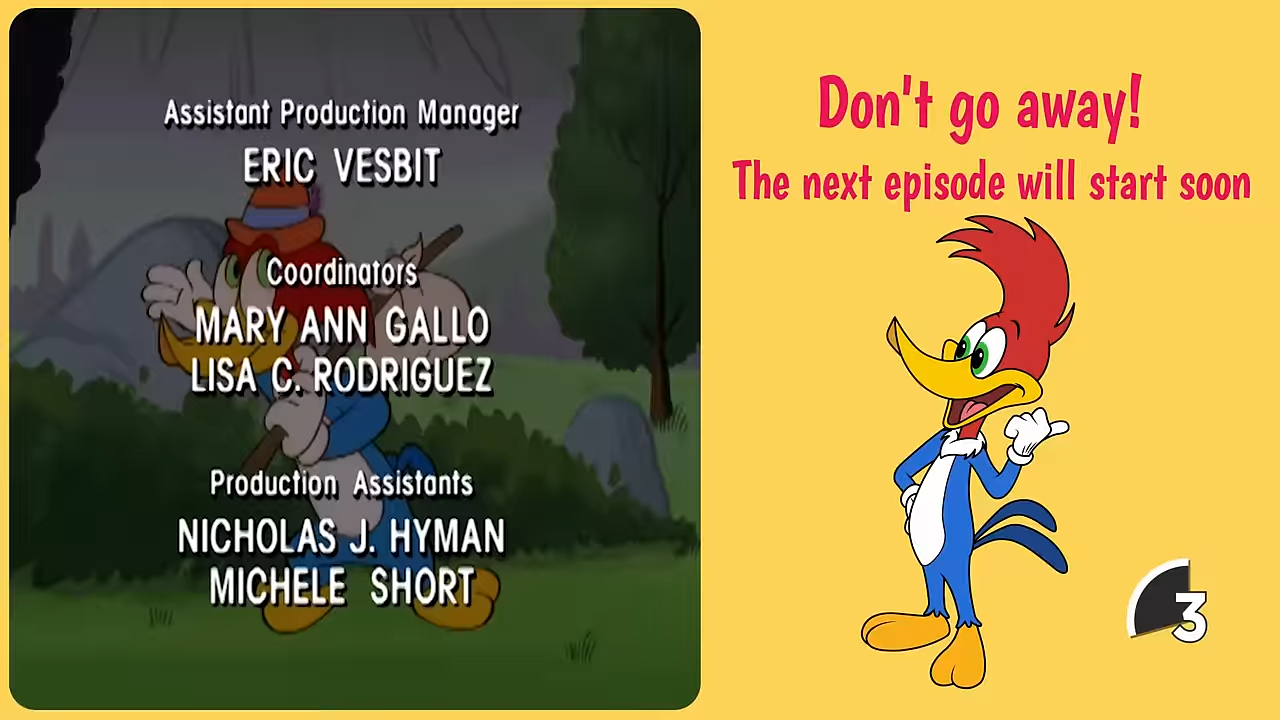 Assistant Production Manager
ERIC VESBIT
Coordinators
MARY ANN GALLO
LISA C. RODRIGUEZ
Production Assistants
NICHOLAS J. HYMAN
MICHELE SHORT
Don't go away!
The next episode will start soon
3